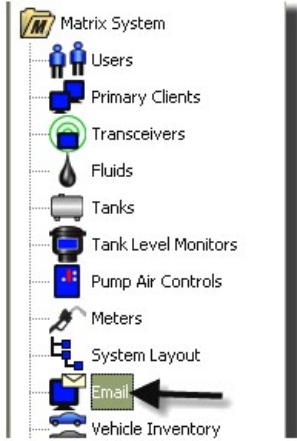 Matrix System
Users
Primary Clients
Transceivers
Fluids
Tanks
Tank Level Monitors
Pump Air Controls
Meters
System Layout
Email
Vehicle Inventory